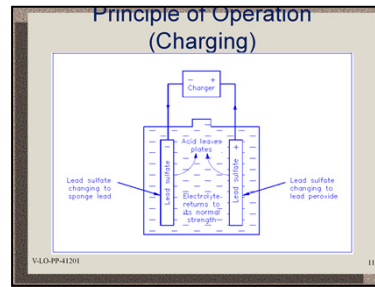 Principle of Operation
(Charging)
- +
Charger
Acid leaves
plates
- +
Lead sulfate
Lead sulfate
Lead sulfate
changing to
sponge lead
Lead sulfate
changing to
lead peroxide
Electrolyte
returns to
its normal
strength
V-LO-PP-41201
11